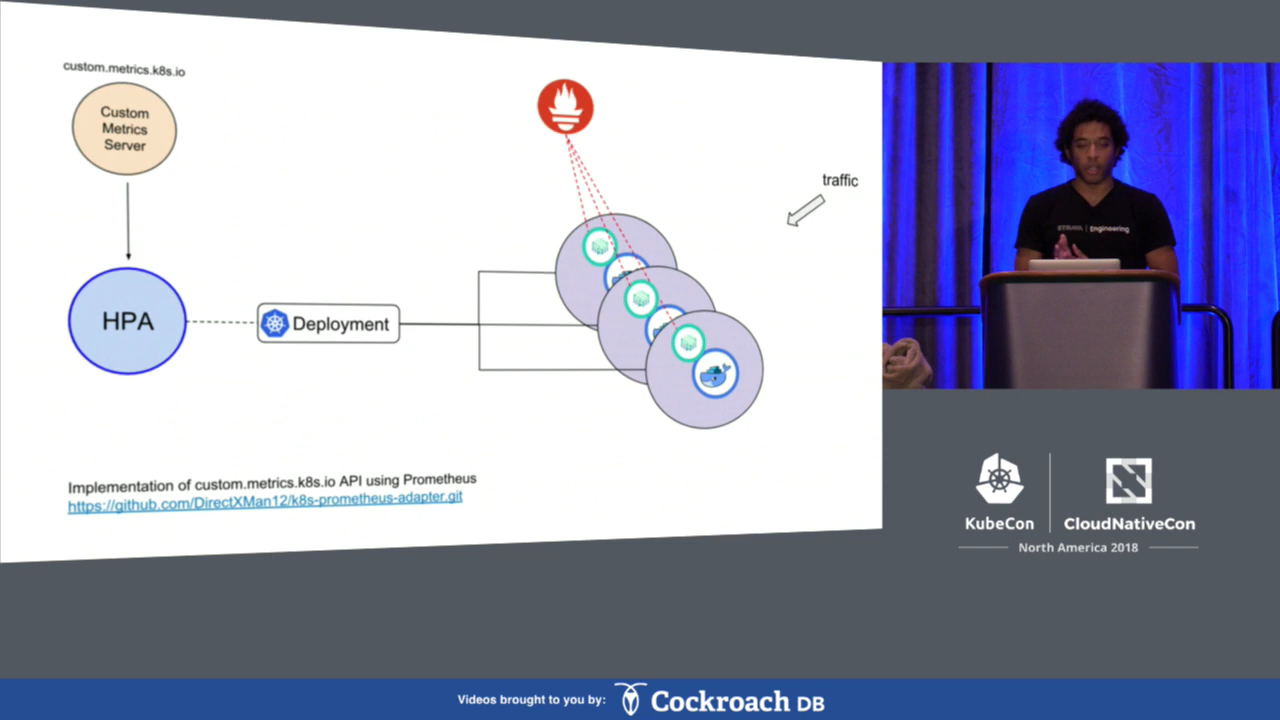 custom.metrics.k8s.io
Custom
Metrics
Server
traffic
HPA
Deployment
Implementation of custom.metrics.k8s.io API using Prometheus
https://github.com/DirectXMan12/k8s-prometheus-adapter.git
STRAVA | Engineering
KubeCon
CloudNativeCon
North America 2018
Videos brought to you by:
Cockroach DB